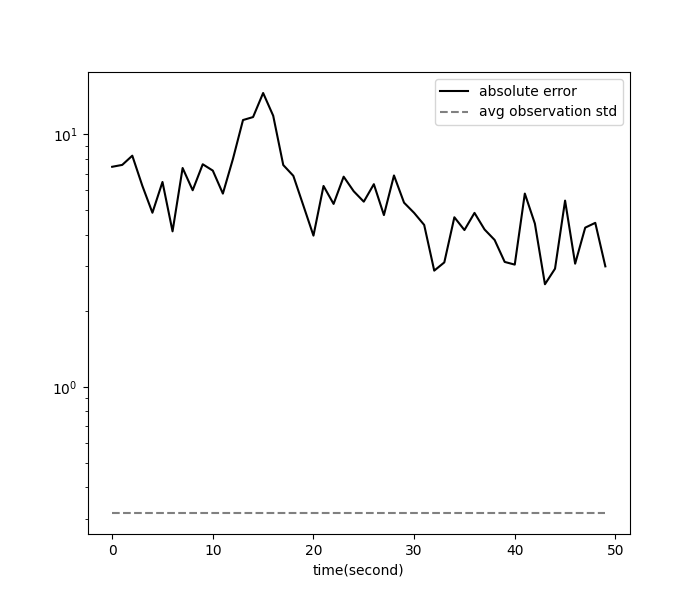 absolute error
avg observation std
10¹
10⁰
0 10 20 30 40 50
time(second)